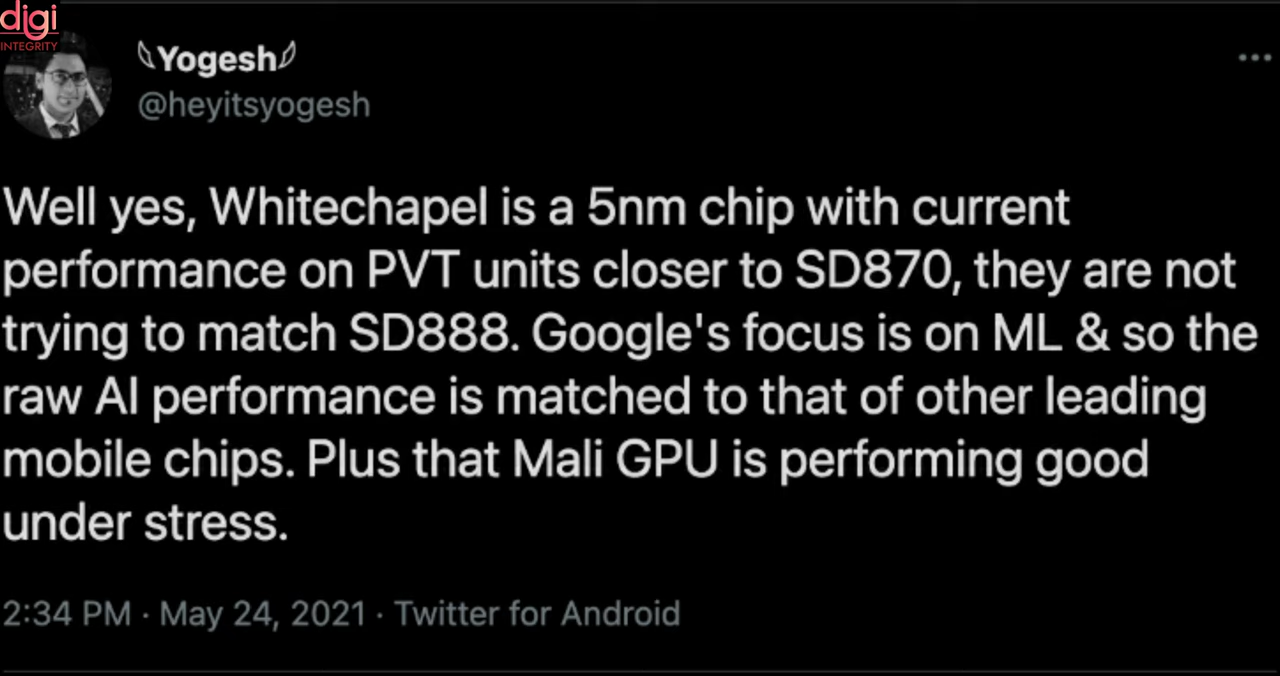 digi
INTEGRITY
Yogesh
@heyitsyogesh
Well yes, Whitechapel is a 5nm chip with current
performance on PVT units closer to SD870, they are not
trying to match SD888. Google's focus is on ML & so the
raw AI performance is matched to that of other leading
mobile chips. Plus that Mali GPU is performing good
under stress.
2:34 PM · May 24, 2021 · Twitter for Android